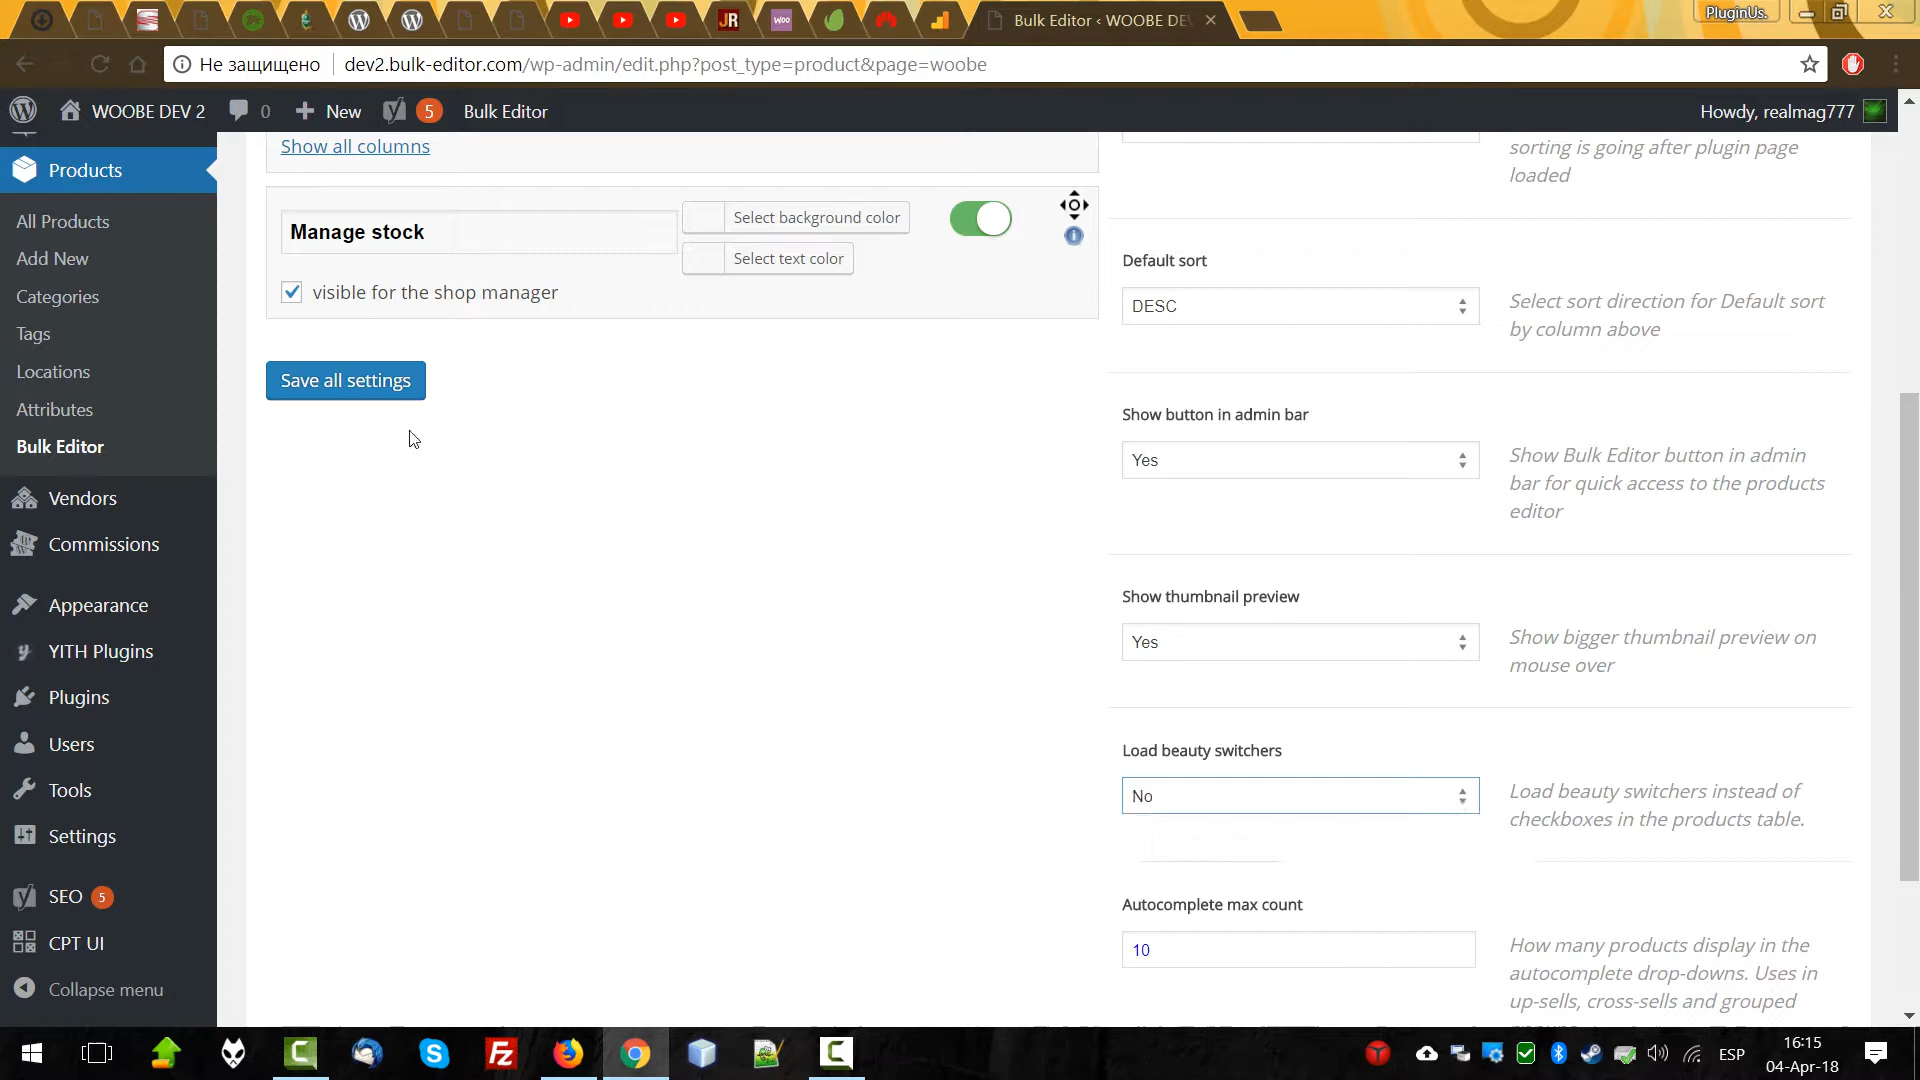 PluginUs.
JR
woo
Bulk Editor ‹ WOOBE DE
Не защищено
dev2.bulk-editor.com/wp-admin/edit.php?post_type=product&page=woobe
WOOBE DEV 2
0
New
5
Bulk Editor
Howdy, realmag777
Products
All Products
Add New
Categories
Tags
Locations
Attributes
Bulk Editor
Vendors
Commissions
Appearance
YITH Plugins
Plugins
Users
Tools
Settings
SEO 5
CPT UI
Collapse menu
Show all columns
Manage stock
Select background color
Select text color
visible for the shop manager
Save all settings
sorting is going after plugin page
loaded
Default sort
DESC
Select sort direction for Default sort
by column above
Show button in admin bar
Yes
Show Bulk Editor button in admin
bar for quick access to the products
editor
Show thumbnail preview
Yes
Show bigger thumbnail preview on
mouse over
Load beauty switchers
No
Load beauty switchers instead of
checkboxes in the products table.
Autocomplete max count
10
How many products display in the
autocomplete drop-downs. Uses in
up-sells, cross-sells and grouped
ESP
16:15
04-Apr-18